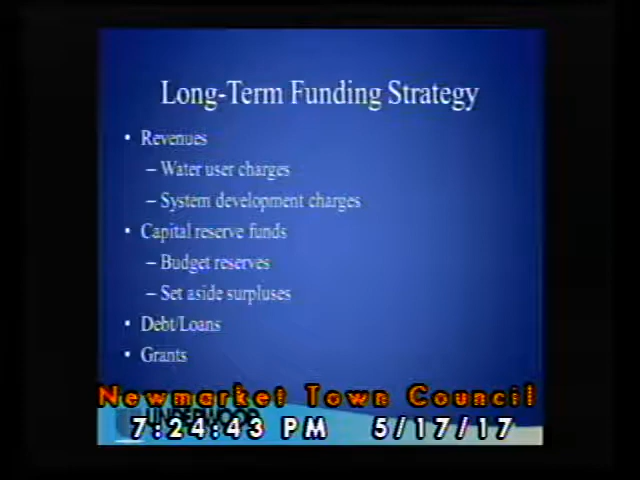 Long-Term Funding Strategy
• Revenues
– Water user charges
– System development charges
• Capital reserve funds
– Budget reserves
– Set aside surpluses
• Debt/Loans
• Grants
Newmarket Town Council
UNDERWOOD
7:24:43 PM 5/17/17